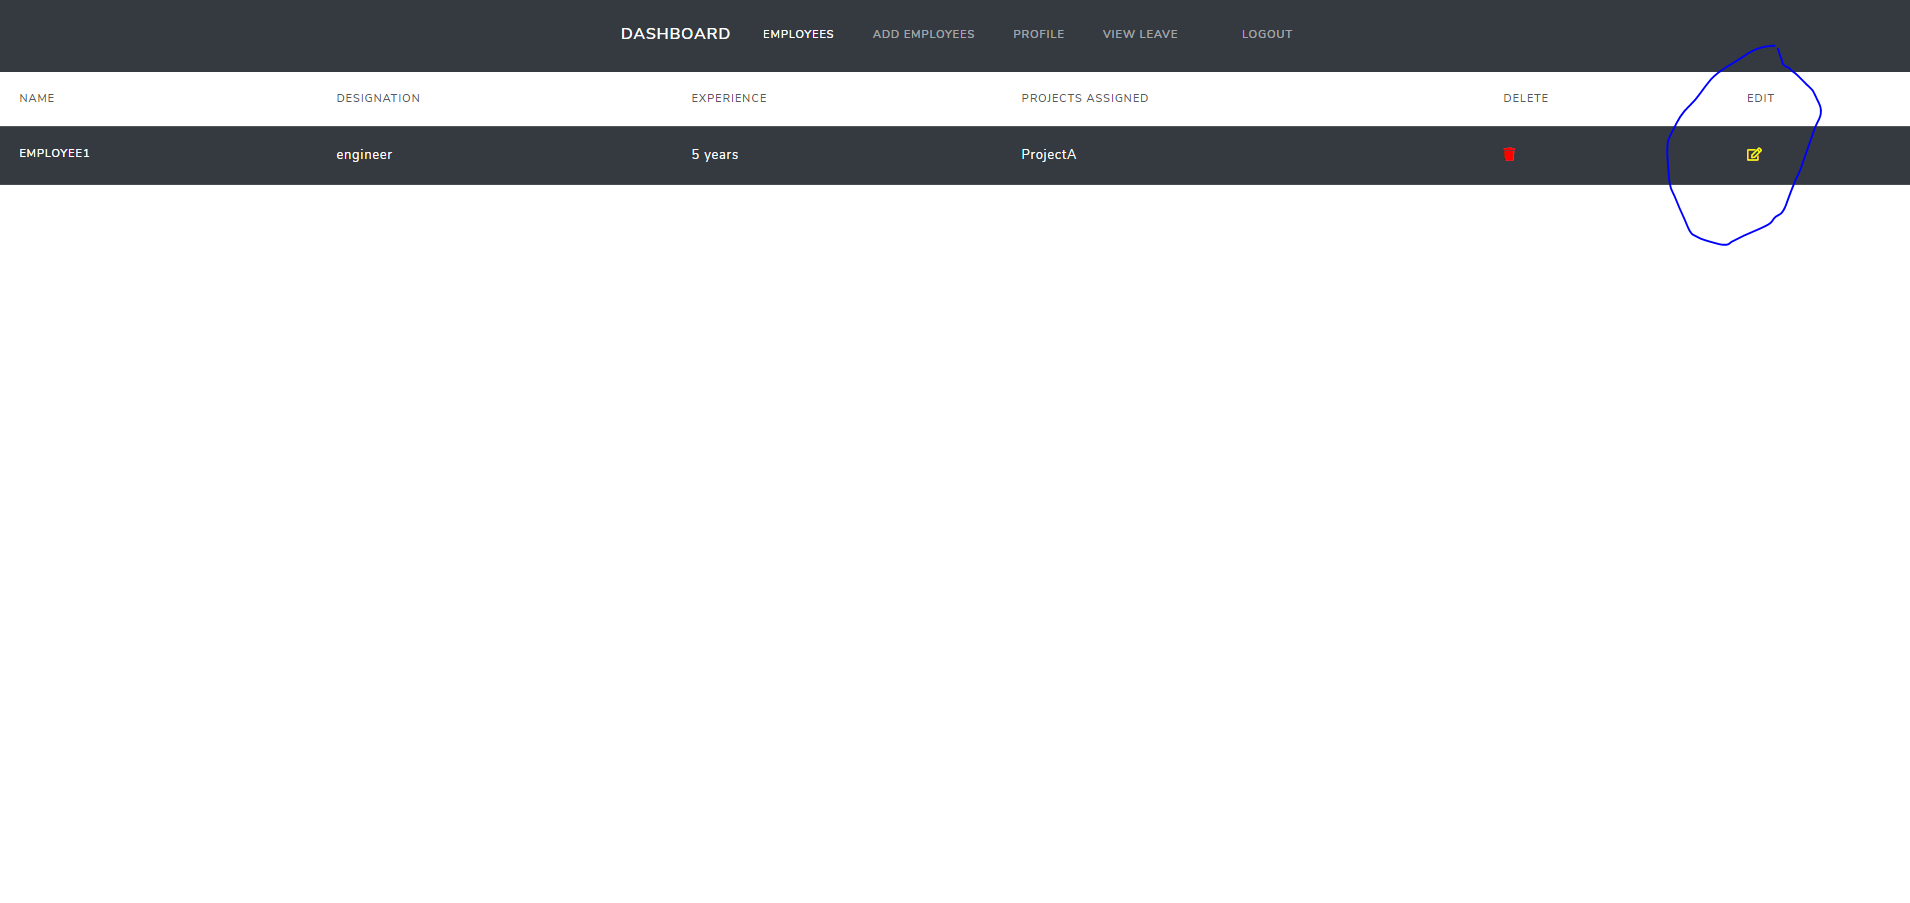 DASHBOARD EMPLOYEES ADD EMPLOYEES PROFILE VIEW LEAVE LOGOUT
NAME DESIGNATION EXPERIENCE PROJECTS ASSIGNED DELETE EDIT
EMPLOYEE1 engineer 5 years ProjectA